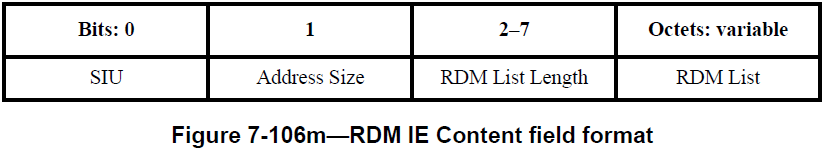 Bits: 0 1 2–7 Octets: variable
SIU Address Size RDM List Length RDM List
Figure 7-106m—RDM IE Content field format